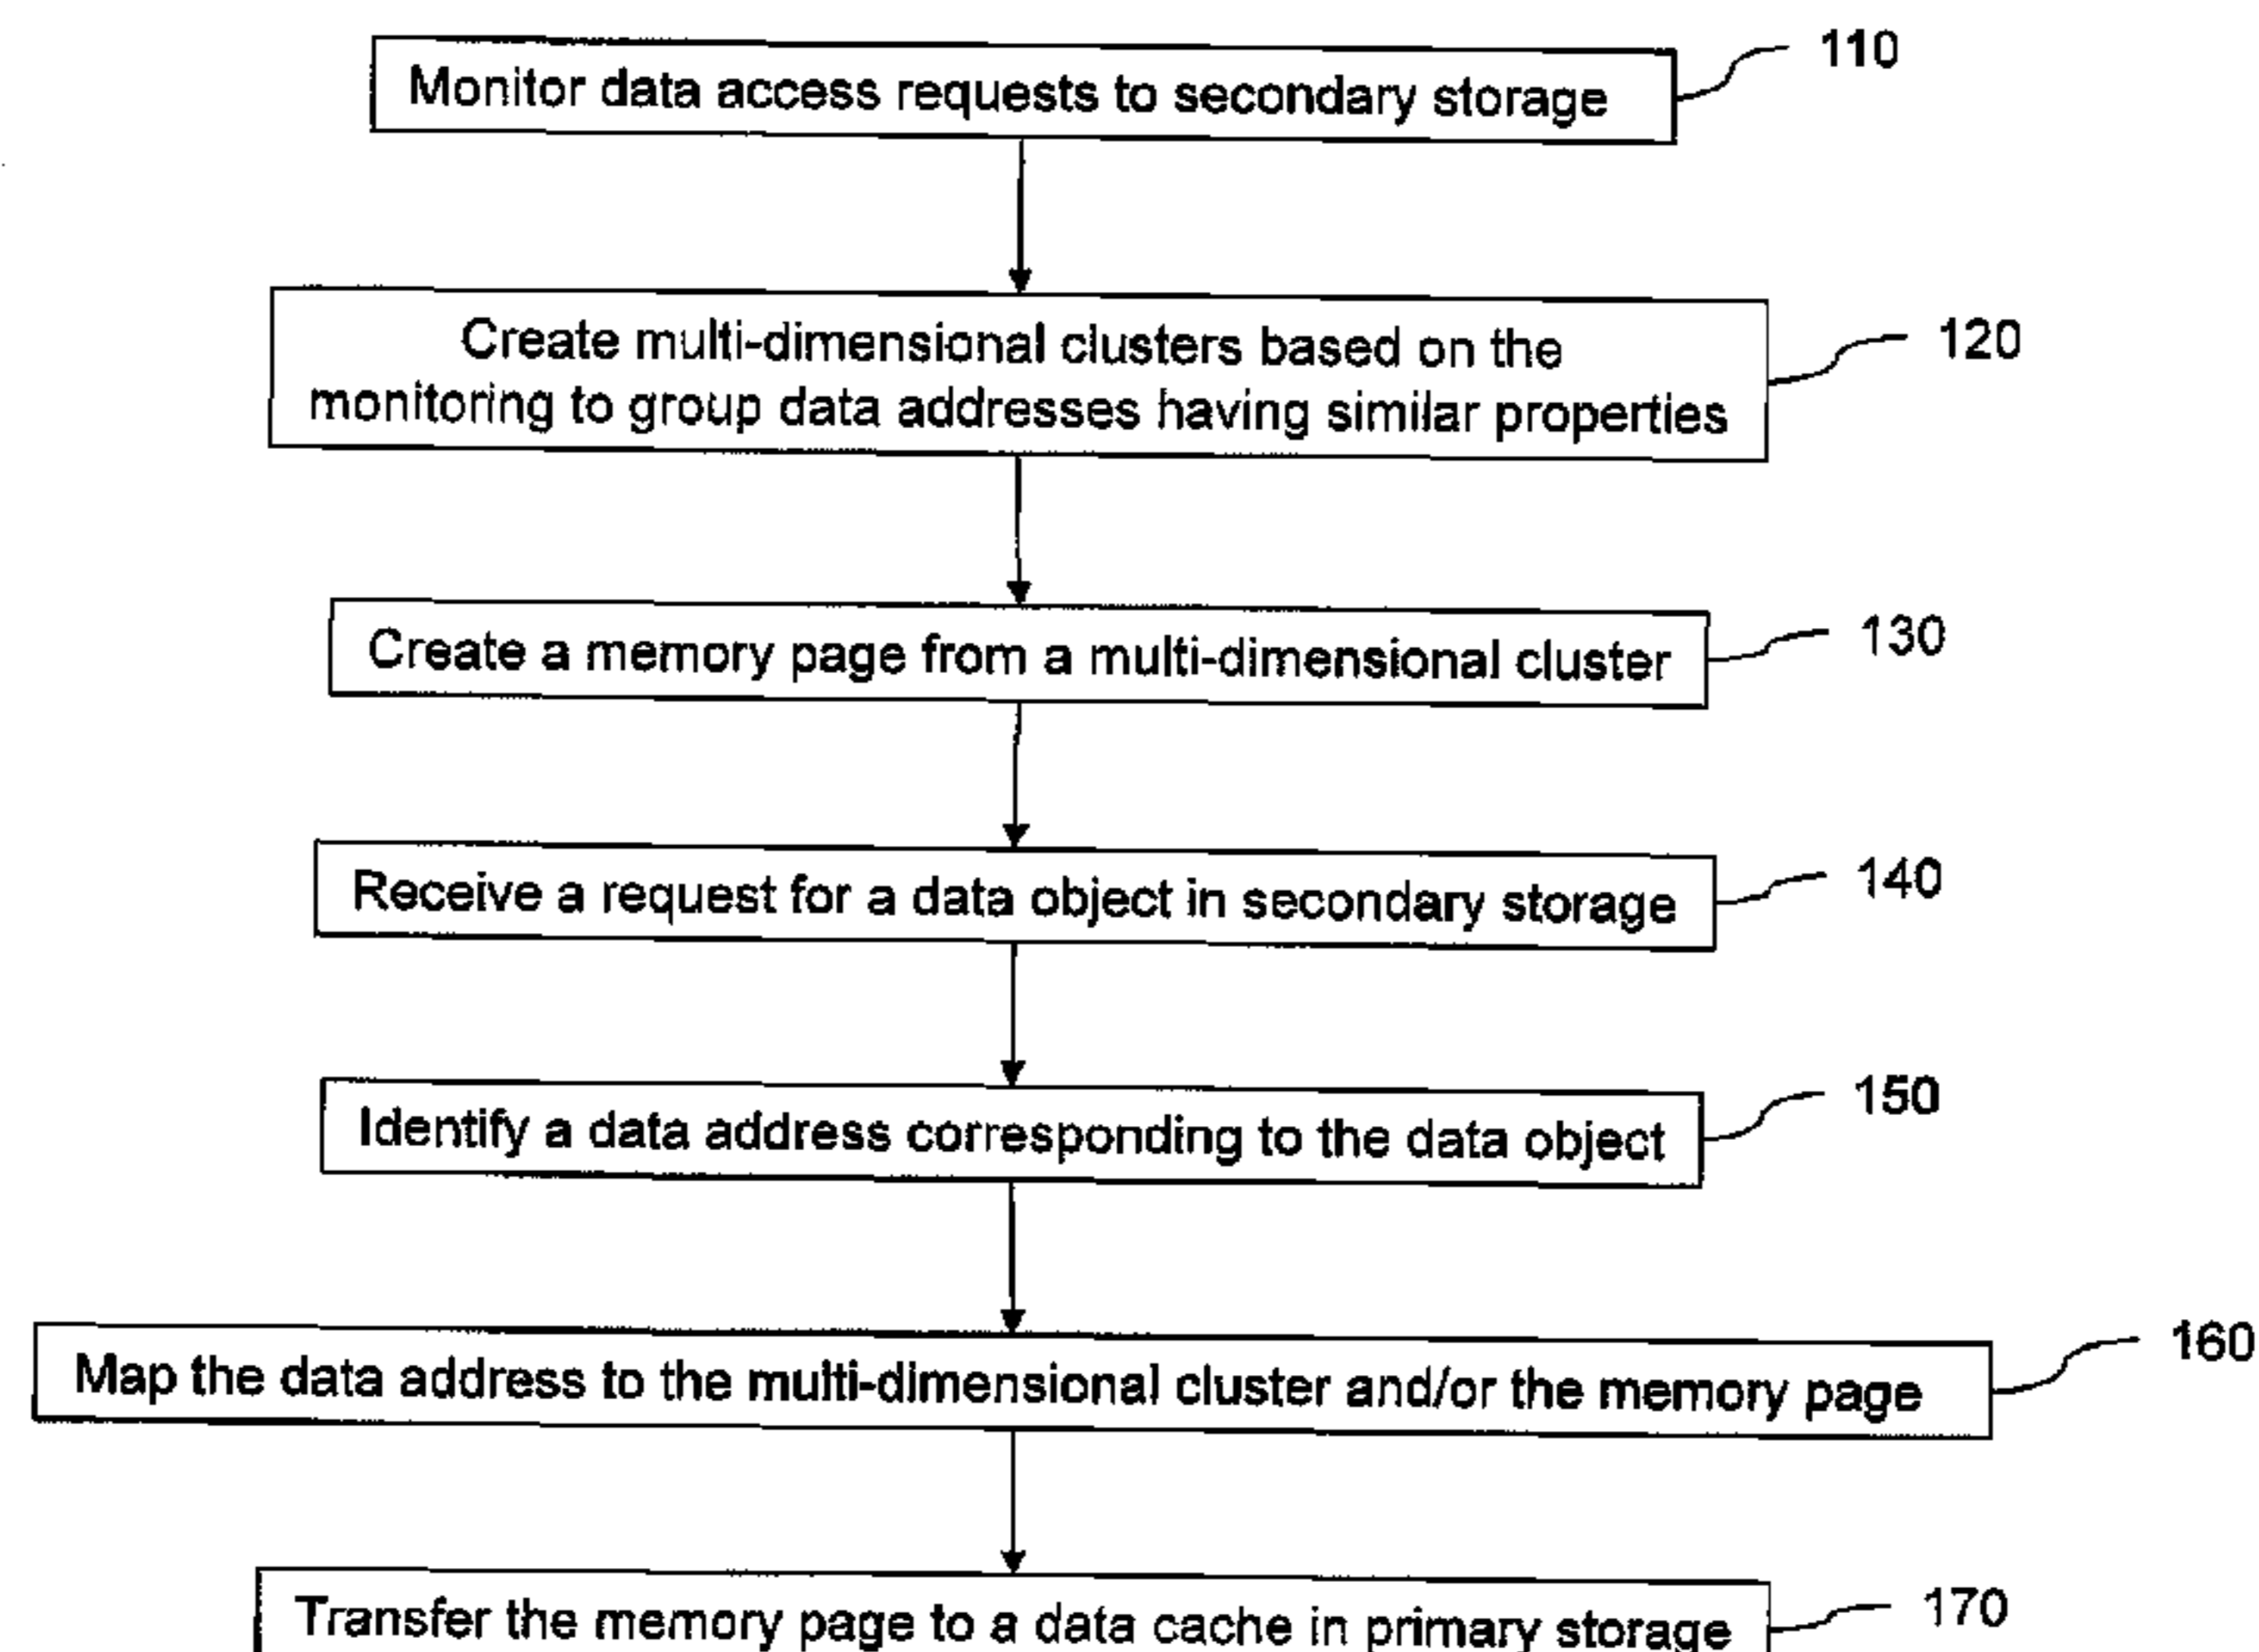 Monitor data access requests to secondary storage
110
Create multi-dimensional clusters based on the
monitoring to group data addresses having similar properties
120
Create a memory page from a multi-dimensional cluster
130
Receive a request for a data object in secondary storage
140
Identify a data address corresponding to the data object
150
Map the data address to the multi-dimensional cluster and/or the memory page
160
Transfer the memory page to a data cache in primary storage
170